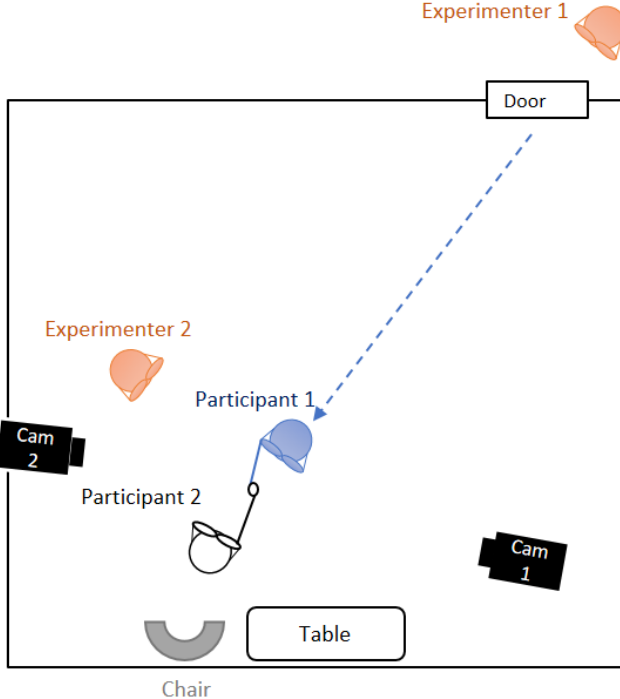 Experimenter 1
Door
Experimenter 2
Participant 1
Cam
2
Participant 2
Cam
1
Table
Chair